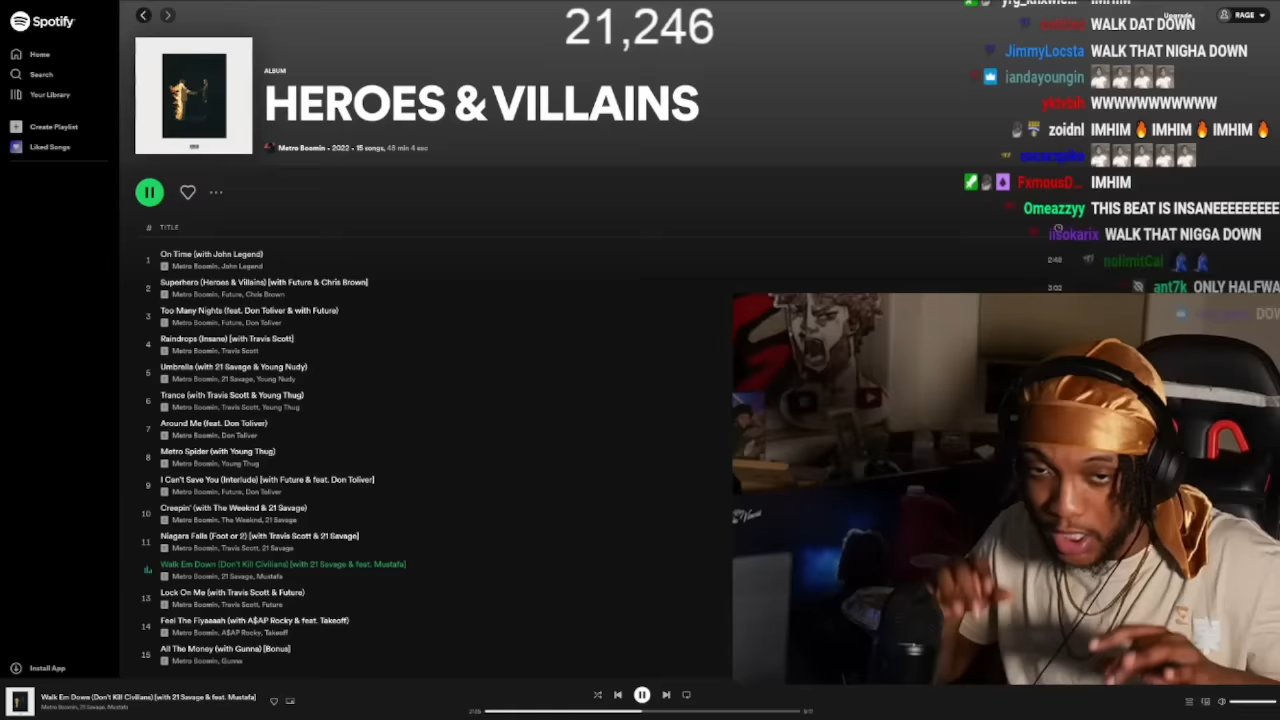 Spotify
Home
Search
Your Library
Create Playlist
Liked Songs
Install App
21,246
Upgrade
RAGE
ALBUM
HEROES & VILLAINS
Metro Boomin • 2022 • 15 songs, 48 min 4 sec
# TITLE
1 On Time (with John Legend)
E Metro Boomin, John Legend
2 Superhero (Heroes & Villains) [with Future & Chris Brown]
E Metro Boomin, Future, Chris Brown
3 Too Many Nights (feat. Don Toliver & with Future)
E Metro Boomin, Future, Don Toliver
4 Raindrops (Insane) [with Travis Scott]
E Metro Boomin, Travis Scott
5 Umbrella (with 21 Savage & Young Nudy)
E Metro Boomin, 21 Savage, Young Nudy
6 Trance (with Travis Scott & Young Thug)
E Metro Boomin, Travis Scott, Young Thug
7 Around Me (feat. Don Toliver)
E Metro Boomin, Don Toliver
8 Metro Spider (with Young Thug)
E Metro Boomin, Young Thug
9 I Can't Save You (Interlude) [with Future & feat. Don Toliver]
E Metro Boomin, Future, Don Toliver
10 Creepin' (with The Weeknd & 21 Savage)
E Metro Boomin, The Weeknd, 21 Savage
11 Niagara Falls (Foot or 2) [with Travis Scott & 21 Savage]
E Metro Boomin, Travis Scott, 21 Savage
Walk Em Down (Don't Kill Civilians) [with 21 Savage & feat. Mustafa]
E Metro Boomin, 21 Savage, Mustafa
13 Lock On Me (with Travis Scott & Future)
E Metro Boomin, Travis Scott, Future
14 Feel The Fiyaaaah (with A$AP Rocky & feat. Takeoff)
E Metro Boomin, A$AP Rocky, Takeoff
15 All The Money (with Gunna) [Bonus]
E Metro Boomin, Gunna
2:48
3:02
WALK DAT DOWN
JimmyLocsta WALK THAT NIGHA DOWN
iandayoungin
yktvbih WWWWWWWWWWW
zoidnl IMHIM 🔥 IMHIM 🔥 IMHIM 🔥
FxmousD... IMHIM
Omeazzyy THIS BEAT IS INSANEEEEEEEE
iisokarix WALK THAT NIGGA DOWN
nolimitCal
ant7k ONLY HALFWA
Walk Em Down (Don't Kill Civilians) [with 21 Savage & feat. Mustafa]
Metro Boomin, 21 Savage, Mustafa